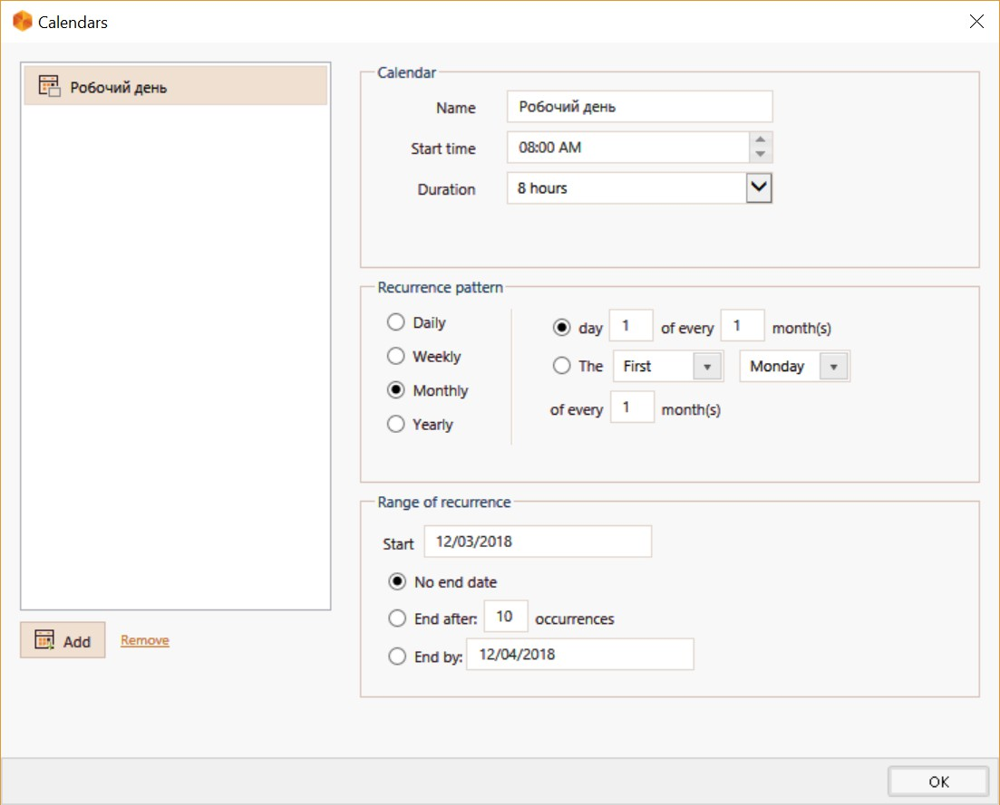 Calendars
Робочий день
Add
Remove
Calendar
Name
Робочий день
Start time
08:00 AM
Duration
8 hours
Recurrence pattern
Daily
Weekly
Monthly
Yearly
day 1 of every 1 month(s)
The First Monday
of every 1 month(s)
Range of recurrence
Start 12/03/2018
No end date
End after: 10 occurrences
End by: 12/04/2018
OK